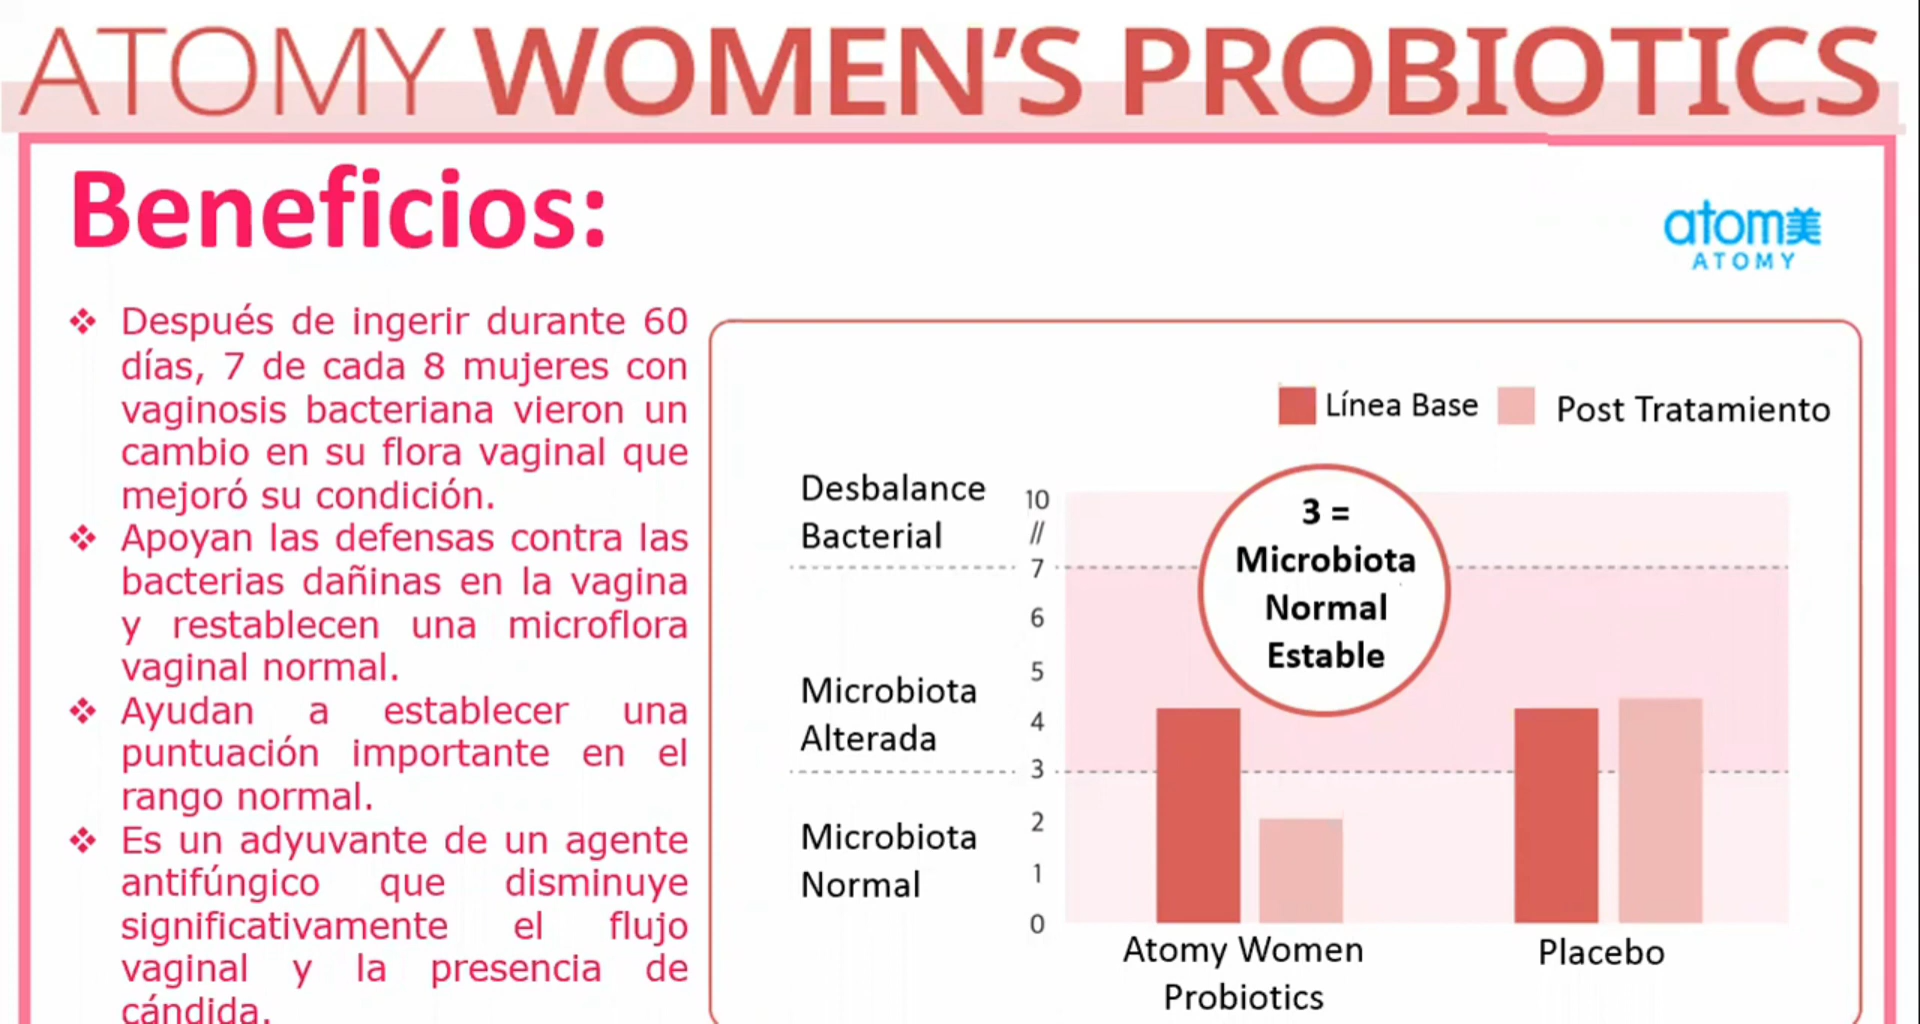 ATOMY WOMEN'S PROBIOTICS
Beneficios:
atom美
ATOMY
❖ Después de ingerir durante 60
días, 7 de cada 8 mujeres con
vaginosis bacteriana vieron un
cambio en su flora vaginal que
mejoró su condición.
❖ Apoyan las defensas contra las
bacterias dañinas en la vagina
y restablecen una microflora
vaginal normal.
❖ Ayudan a establecer una
puntuación importante en el
rango normal.
❖ Es un adyuvante de un agente
antifúngico que disminuye
significativamente el flujo
vaginal y la presencia de
cándida.
Línea Base Post Tratamiento
Desbalance
Bacterial
Microbiota
Alterada
Microbiota
Normal
10
//
7
6
5
4
3
2
1
0
3 =
Microbiota
Normal
Estable
Atomy Women
Probiotics
Placebo